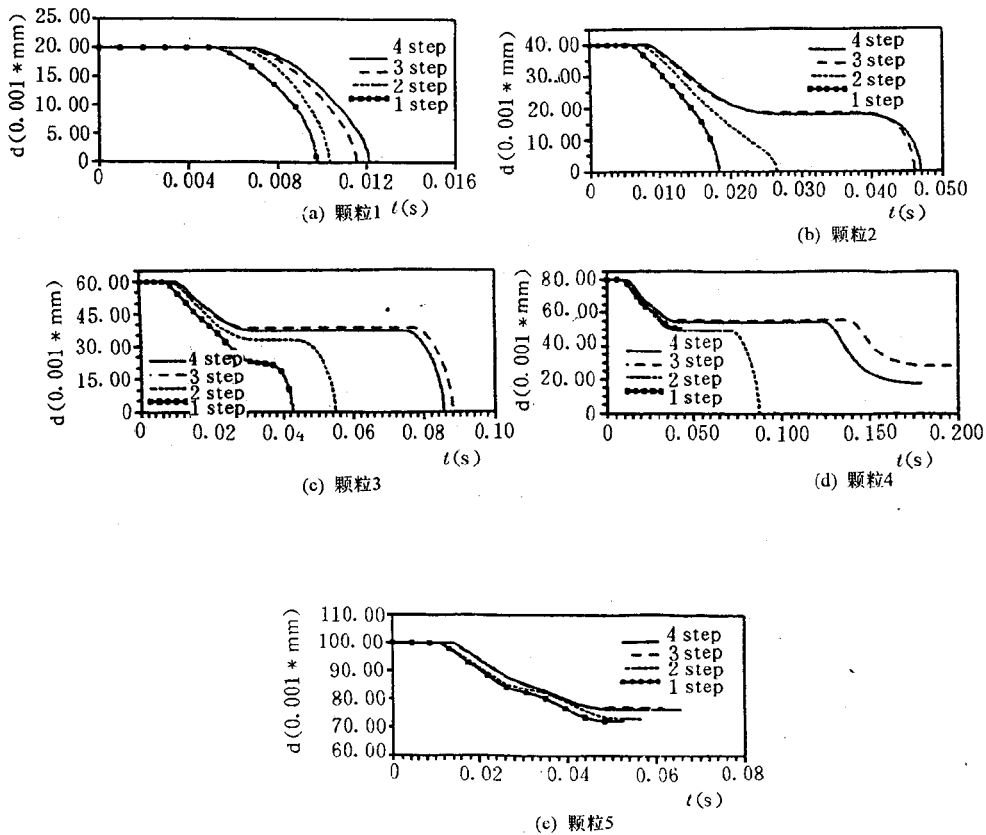 d(0.001*mm)
25.00
20.00
15.00
10.00
5.00
0
4 step
3 step
2 step
1 step
0 0.004 0.008 0.012 0.016
(a) 颗粒1 t(s)
d(0.001*mm)
40.00
30.00
20.00
10.00
0
4 step
3 step
2 step
1 step
0 0.010 0.020 0.030 0.040 0.050
t(s)
(b) 颗粒2
d(0.001*mm)
60.00
45.00
30.00
15.00
0
4 step
3 step
2 step
1 step
0 0.02 0.04 0.06 0.08 0.10
t(s)
(c) 颗粒3
d(0.001*mm)
80.00
60.00
40.00
20.00
0
4 step
3 step
2 step
1 step
0 0.050 0.100 0.150 0.200
t(s)
(d) 颗粒4
d(0.001*mm)
110.00
100.00
90.00
80.00
70.00
60.00
4 step
3 step
2 step
1 step
0 0.02 0.04 0.06 0.08
t(s)
(e) 颗粒5